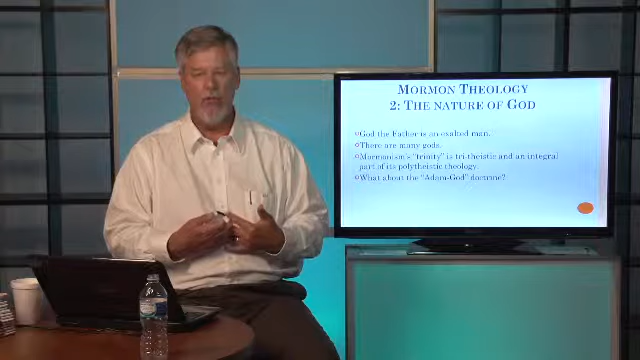 MORMON THEOLOGY
2: THE NATURE OF GOD
God the Father is an exalted man.
There are many gods.
Mormonism's "trinity" is tri-theistic and an integral
part of its polytheistic theology.
What about the "Adam-God" doctrine?